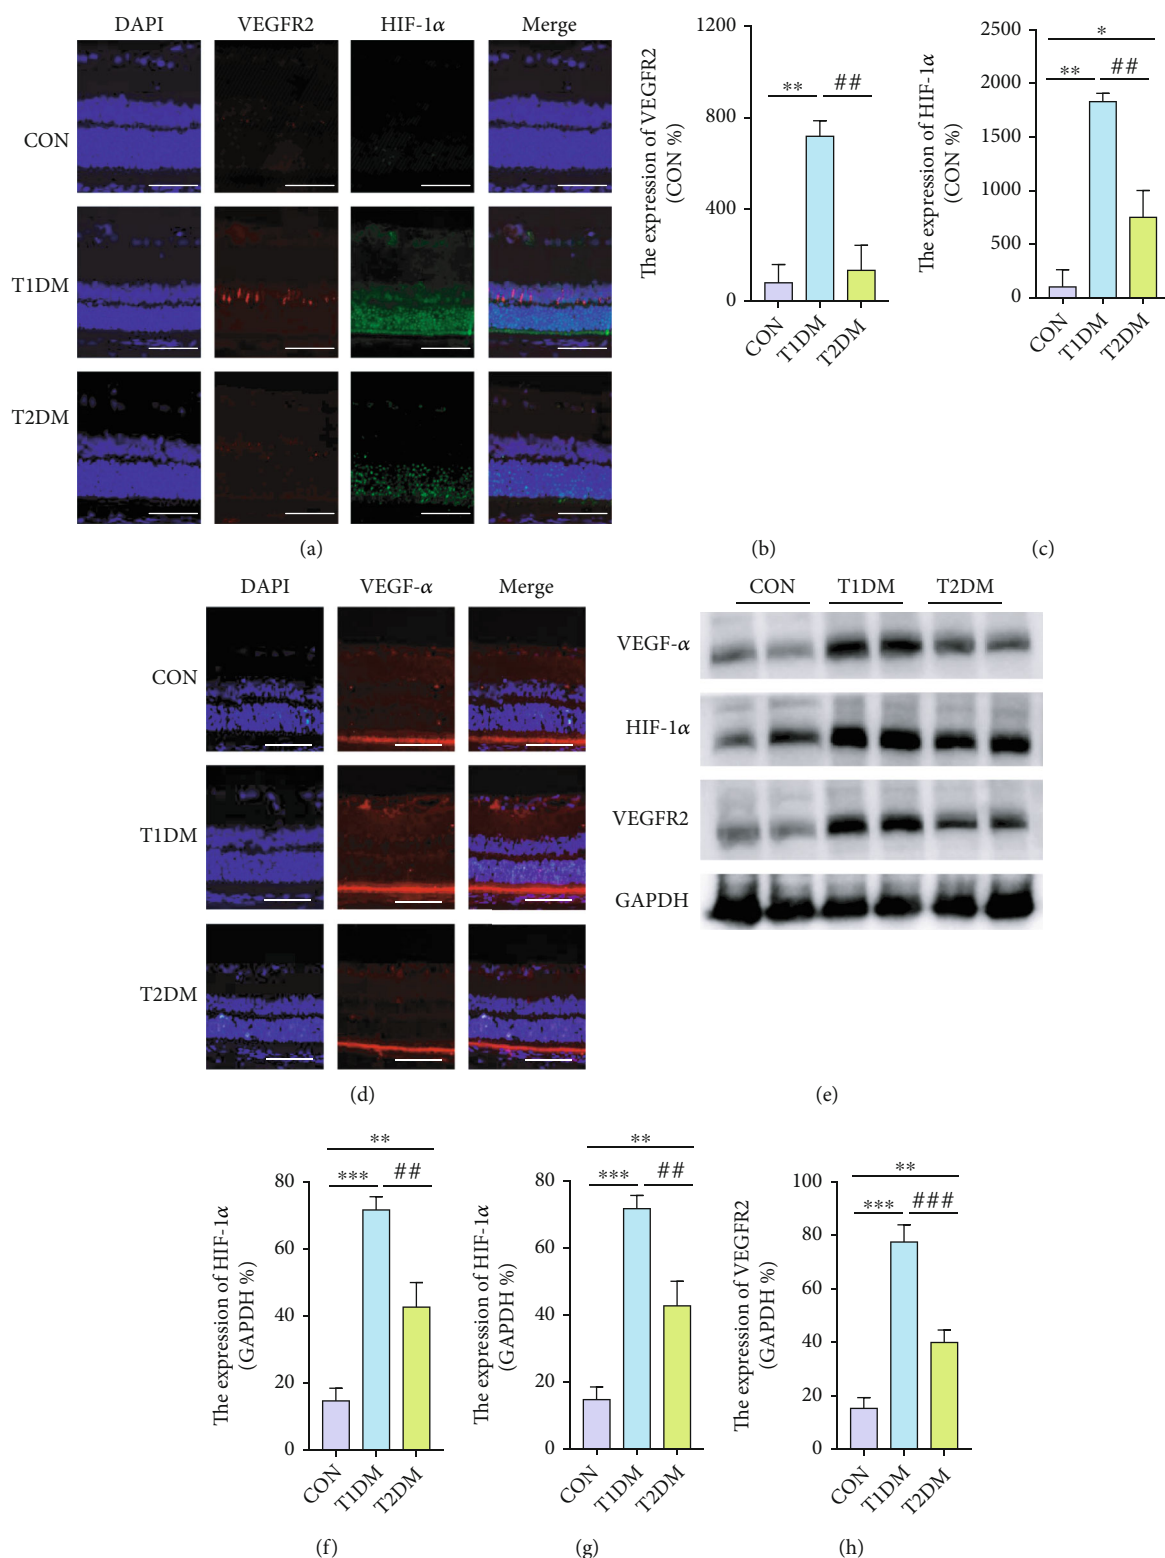 DAPI VEGFR2 HIF-1α Merge
CON
T1DM
T2DM
(a)
The expression of VEGFR2
(CON %)
1200
800
400
0
** ##
CON T1DM T2DM
(b)
The expression of HIF-1α
(CON %)
2500
2000
1500
1000
500
0
*
** ##
CON T1DM T2DM
(c)
DAPI VEGF-α Merge
CON
T1DM
T2DM
(d)
CON T1DM T2DM
VEGF-α
HIF-1α
VEGFR2
GAPDH
(e)
The expression of HIF-1α
(GAPDH %)
80
60
40
20
0
**
*** ##
CON T1DM T2DM
(f)
The expression of HIF-1α
(GAPDH %)
80
60
40
20
0
**
*** ##
CON T1DM T2DM
(g)
The expression of VEGFR2
(GAPDH %)
100
80
60
40
20
0
**
*** ###
CON T1DM T2DM
(h)